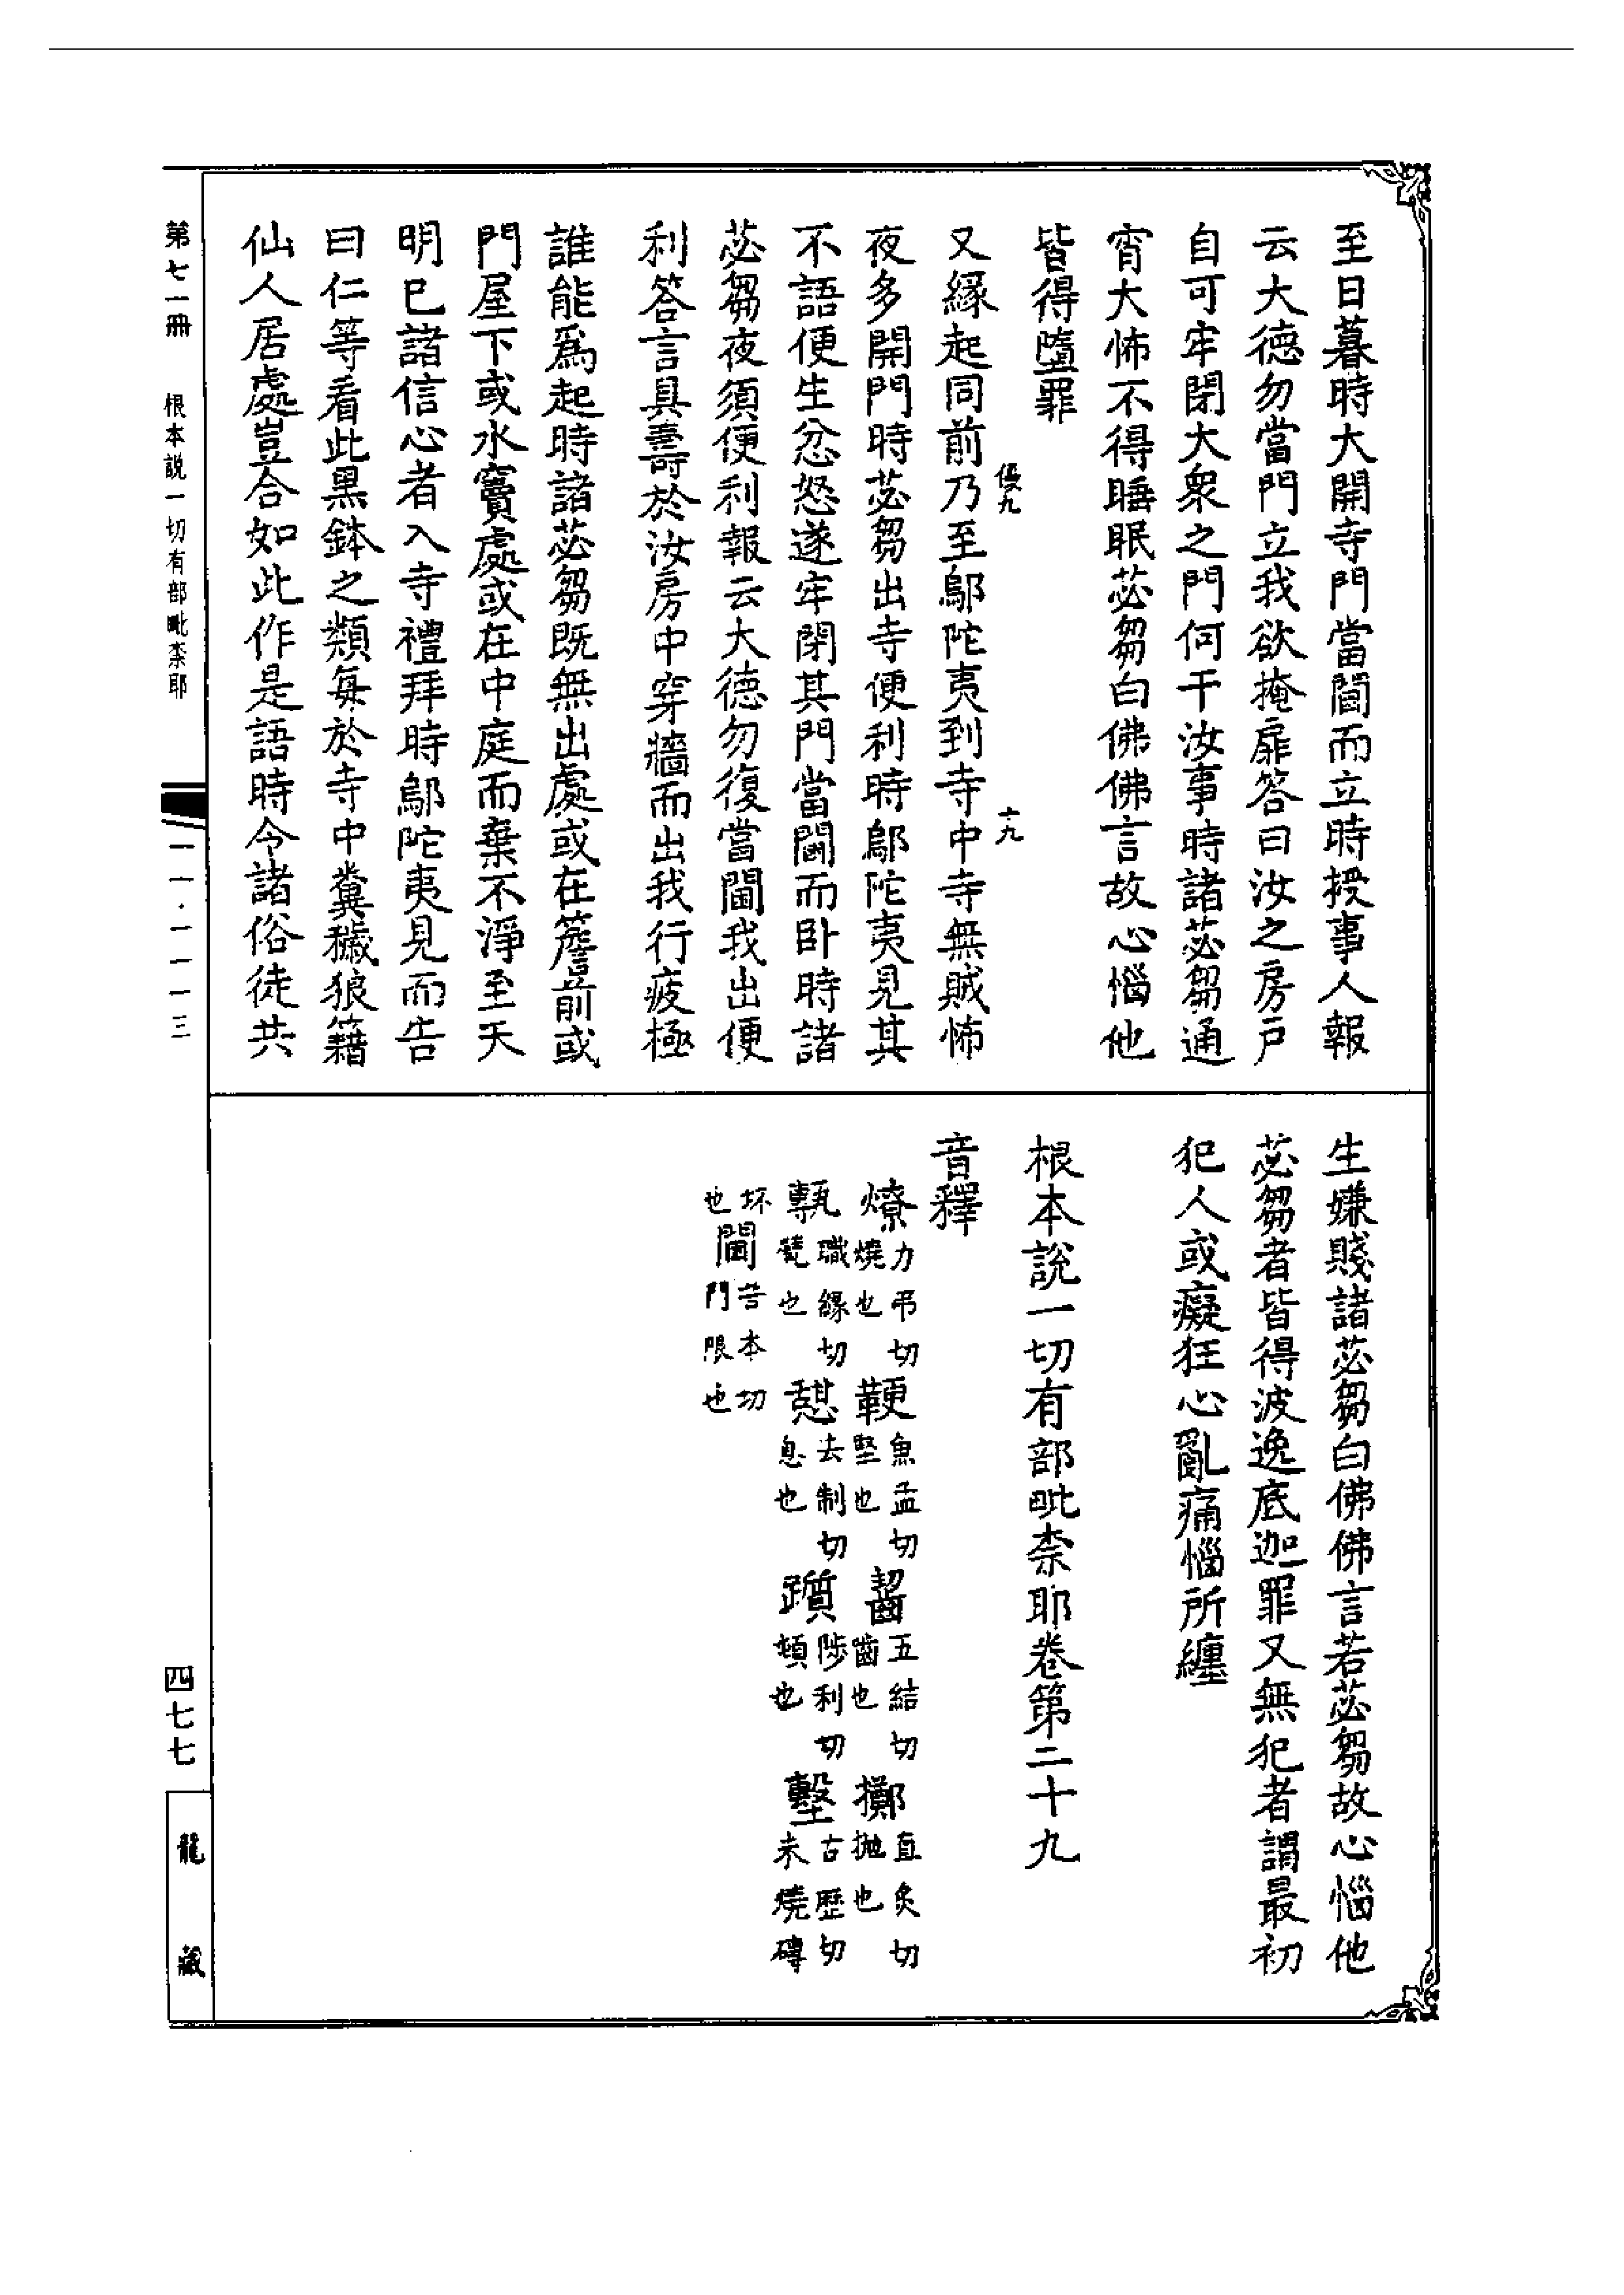 至日暮時大開寺門當閫而立時授事人報
云大德勿當門立我欲掩扉答曰汝之房戶
自可牢閉大衆之門何干汝事時諸苾芻通
宵大怖不得睡眠苾芻白佛佛言故心惱他
皆得墮罪
優九
十九
又緣起同前乃至鄔陀夷到寺中寺無賊怖
夜多開門時苾芻出寺便利時鄔陀夷見其
不語便生忿怒遂牢閉其門當閫而臥時諸
苾芻夜須便利報云大德勿復當閫我出便
利答言具壽於汝房中穿牆而出我行疲極
誰能爲起時諸苾芻既無出處或在簷前或
門屋下或水竇處或在中庭而棄不淨至天
明已諸信心者入寺禮拜時鄔陀夷見而告
曰仁等看此黑鉢之類每於寺中糞穢狼籍
仙人居處豈合如此作是語時令諸俗徒共
生嫌賤諸苾芻白佛佛言若苾芻故心惱他
苾芻者皆得波逸底迦罪又無犯者謂最初
犯人或癡狂心亂痛惱所纏
根本說一切有部毗柰耶卷第二十九
音釋
燎力弔切燒也鞕魚孟切堅也齧五結切齒也擲直炙切拋也
甎職緣切甓也憩去制切息也躓陟利切頓也墼古歷切未燒磚
坏也閫苦本切門限也
第七一冊 根本説一切有部毗柰耶
一一一·一一一三
四七七
龍藏